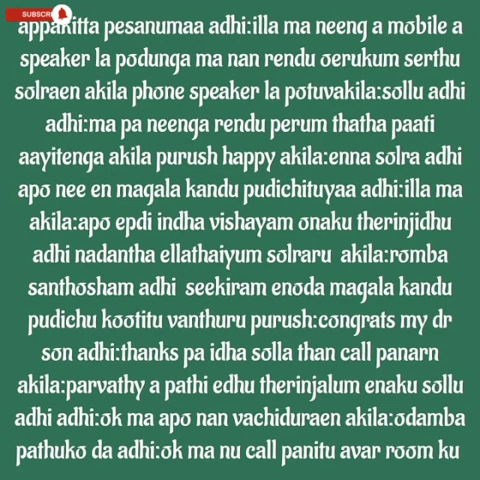 SUBSCRI
appakitta pesanumaa adhi:illa ma neeng a mobile a
speaker la podunga ma nan rendu oerukum serthu
solraen akila phone speaker la potuvakila:sollu adhi
adhi:ma pa neenga rendu perum thatha paati
aayitenga akila purush happy akila:enna solra adhi
apo nee en magala kandu pudichituyaa adhi:illa ma
akila:apo epdi indha vishayam onaku therinjidhu
adhi nadantha ellathaiyum solraru akila:romba
santhosham adhi seekiram enoda magala kandu
pudichu kootitu vanthuru purush:congrats my dr
son adhi:thanks pa idha solla than call panarn
akila:parvathy a pathi edhu therinjalum enaku sollu
adhi adhi:ok ma apo nan vachiduraen akila:odamba
pathuko da adhi:ok ma nu call panitu avar room ku